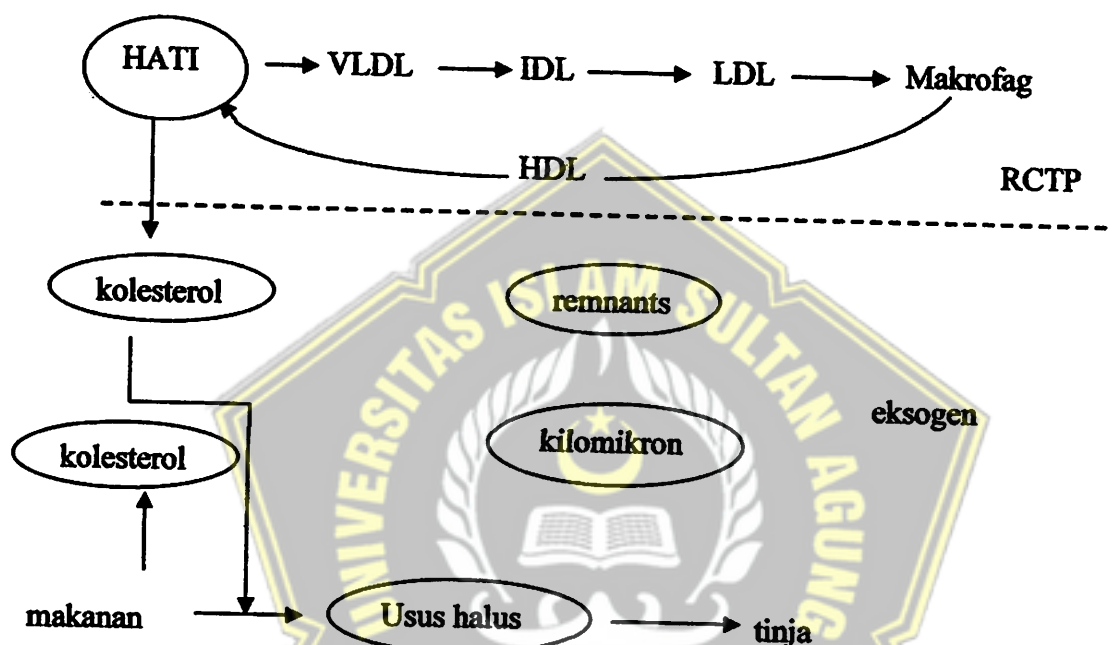 HATI
VLDL
IDL
LDL
Makrofag
HDL
RCTP
kolesterol
remnants
eksogen
kolesterol
kilomikron
makanan
Usus halus
tinja
UNIVERSITAS ISLAM SULTAN AGUNG